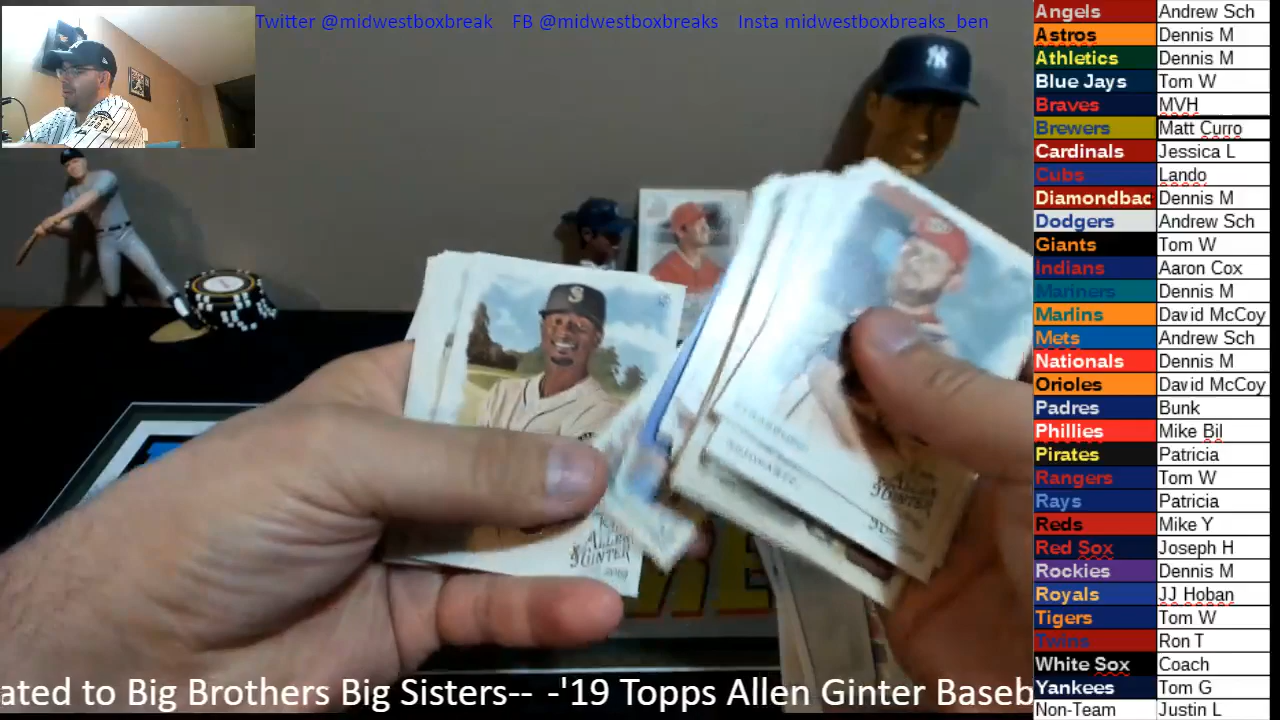 Twitter @midwestboxbreak FB @midwestboxbreaks Insta midwestboxbreaks_ben
Angels Andrew Sch
Astros Dennis M
Athletics Dennis M
Blue Jays Tom W
Braves MVH
Brewers Matt Curro
Cardinals Jessica L
Cubs Lando
Diamondbac Dennis M
Dodgers Andrew Sch
Giants Tom W
Indians Aaron Cox
Mariners Dennis M
Marlins David McCoy
Mets Andrew Sch
Nationals Dennis M
Orioles David McCoy
Padres Bunk
Phillies Mike Bil
Pirates Patricia
Rangers Tom W
Rays Patricia
Reds Mike Y
Red Sox Joseph H
Rockies Dennis M
Royals JJ Hoban
Tigers Tom W
Twins Ron T
White Sox Coach
Yankees Tom G
Non-Team Justin L
S
ALLEN
GINTER
2019
ALLEN
GINTER
ated to Big Brothers Big Sisters-- -'19 Topps Allen Ginter Baseb